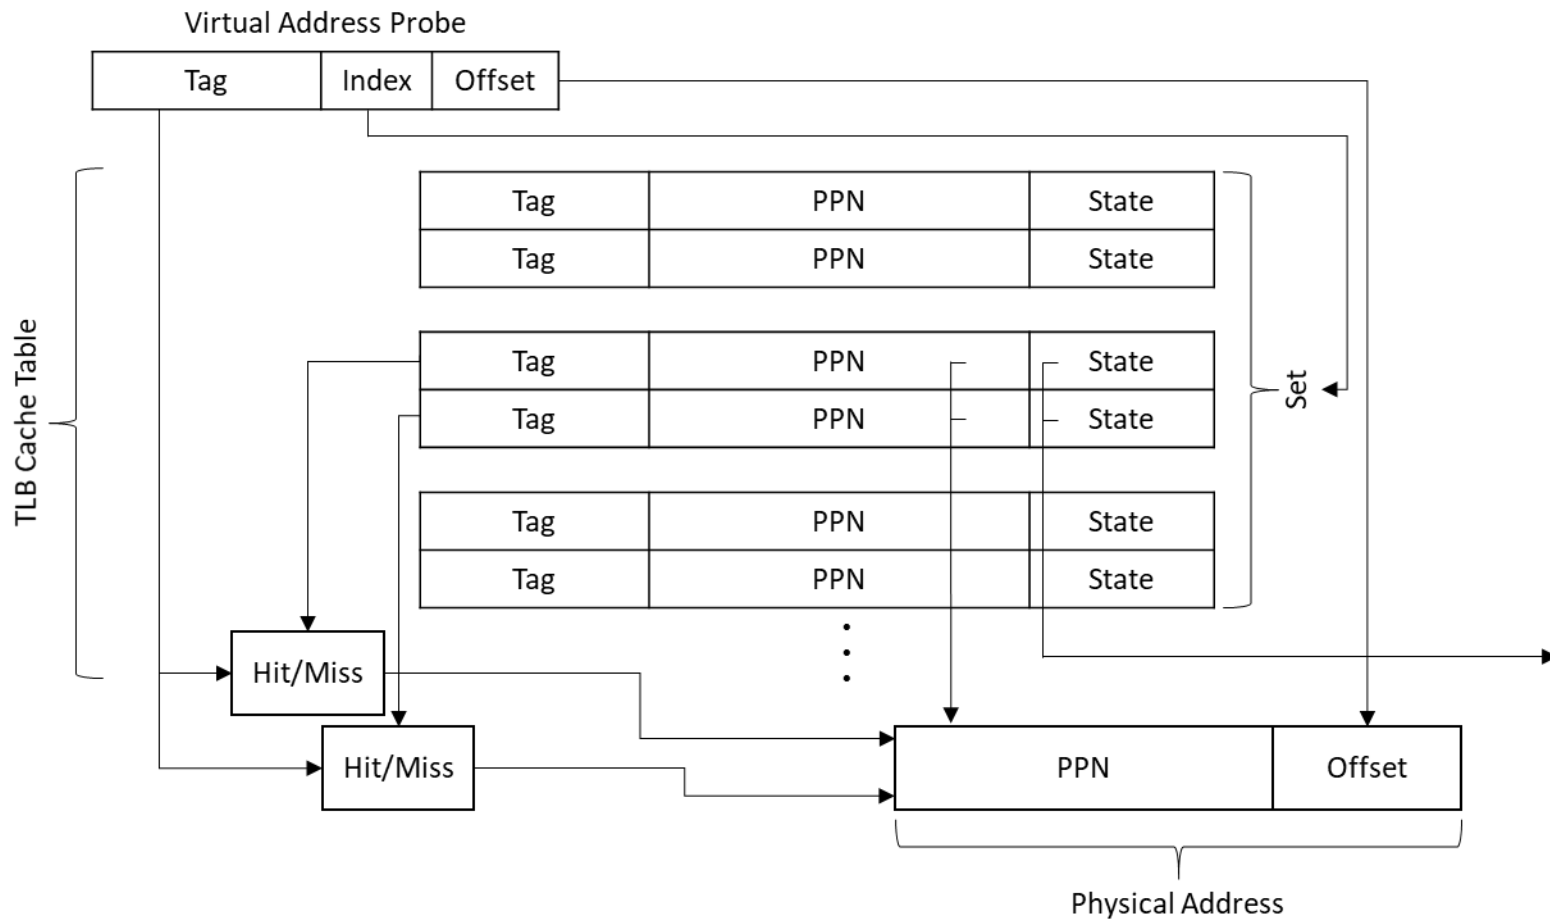 Virtual Address Probe
Tag Index Offset
Tag PPN State
Tag PPN State
TLB Cache Table
Tag PPN State
Tag PPN State
Set
Tag PPN State
Tag PPN State
Hit/Miss
Hit/Miss
PPN Offset
Physical Address